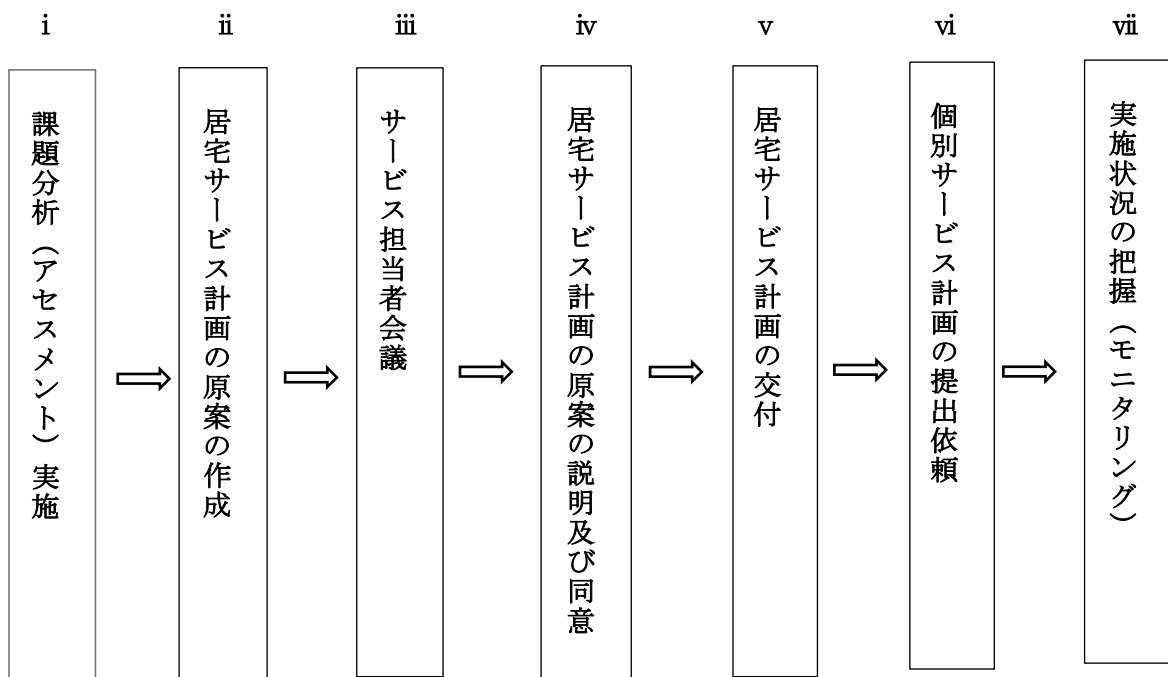 i
課題分析（アセスメント）実施
ii
居宅サービス計画の原案の作成
iii
サービス担当者会議
iv
居宅サービス計画の原案の説明及び同意
v
居宅サービス計画の交付
vi
個別サービス計画の提出依頼
vii
実施状況の把握（モニタリング）